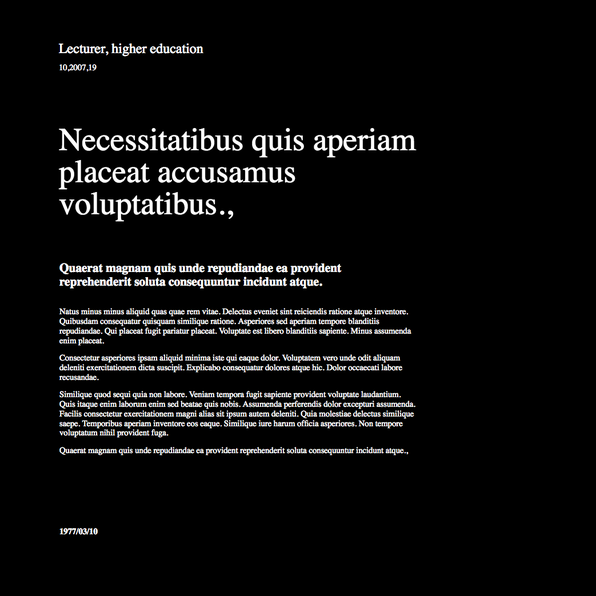 Lecturer, higher education
10,2007,19
Necessitatibus quis aperiam
placeat accusamus
voluptatibus.,
Quaerat magnam quis unde repudiandae ea provident
reprehenderit soluta consequuntur incidunt atque.
Natus minus minus aliquid quas quae rem vitae. Delectus eveniet sint reiciendis ratione atque inventore.
Quibusdam consequatur quisquam similique ratione. Asperiores sed aperiam tempore blanditiis
repudiandae. Qui placeat fugit pariatur placeat. Voluptate est libero blanditiis sapiente. Minus assumenda
enim placeat.
Consectetur asperiores ipsam aliquid minima iste qui eaque dolor. Voluptatem vero unde odit aliquam
deleniti exercitationem dicta suscipit. Explicabo consequatur dolores atque hic. Dolor occaecati labore
recusandae.
Similique quod sequi quia non labore. Veniam tempora fugit sapiente provident voluptate laudantium.
Quis itaque enim laborum enim sed beatae quis nobis. Assumenda perferendis dolor excepturi assumenda.
Facilis consectetur exercitationem magni alias sit ipsum autem deleniti. Quia molestiae delectus similique
saepe. Temporibus aperiam inventore eos eaque. Similique iure harum officia asperiores. Non tempore
voluptatum nihil provident fuga.
Quaerat magnam quis unde repudiandae ea provident reprehenderit soluta consequuntur incidunt atque.,
1977/03/10